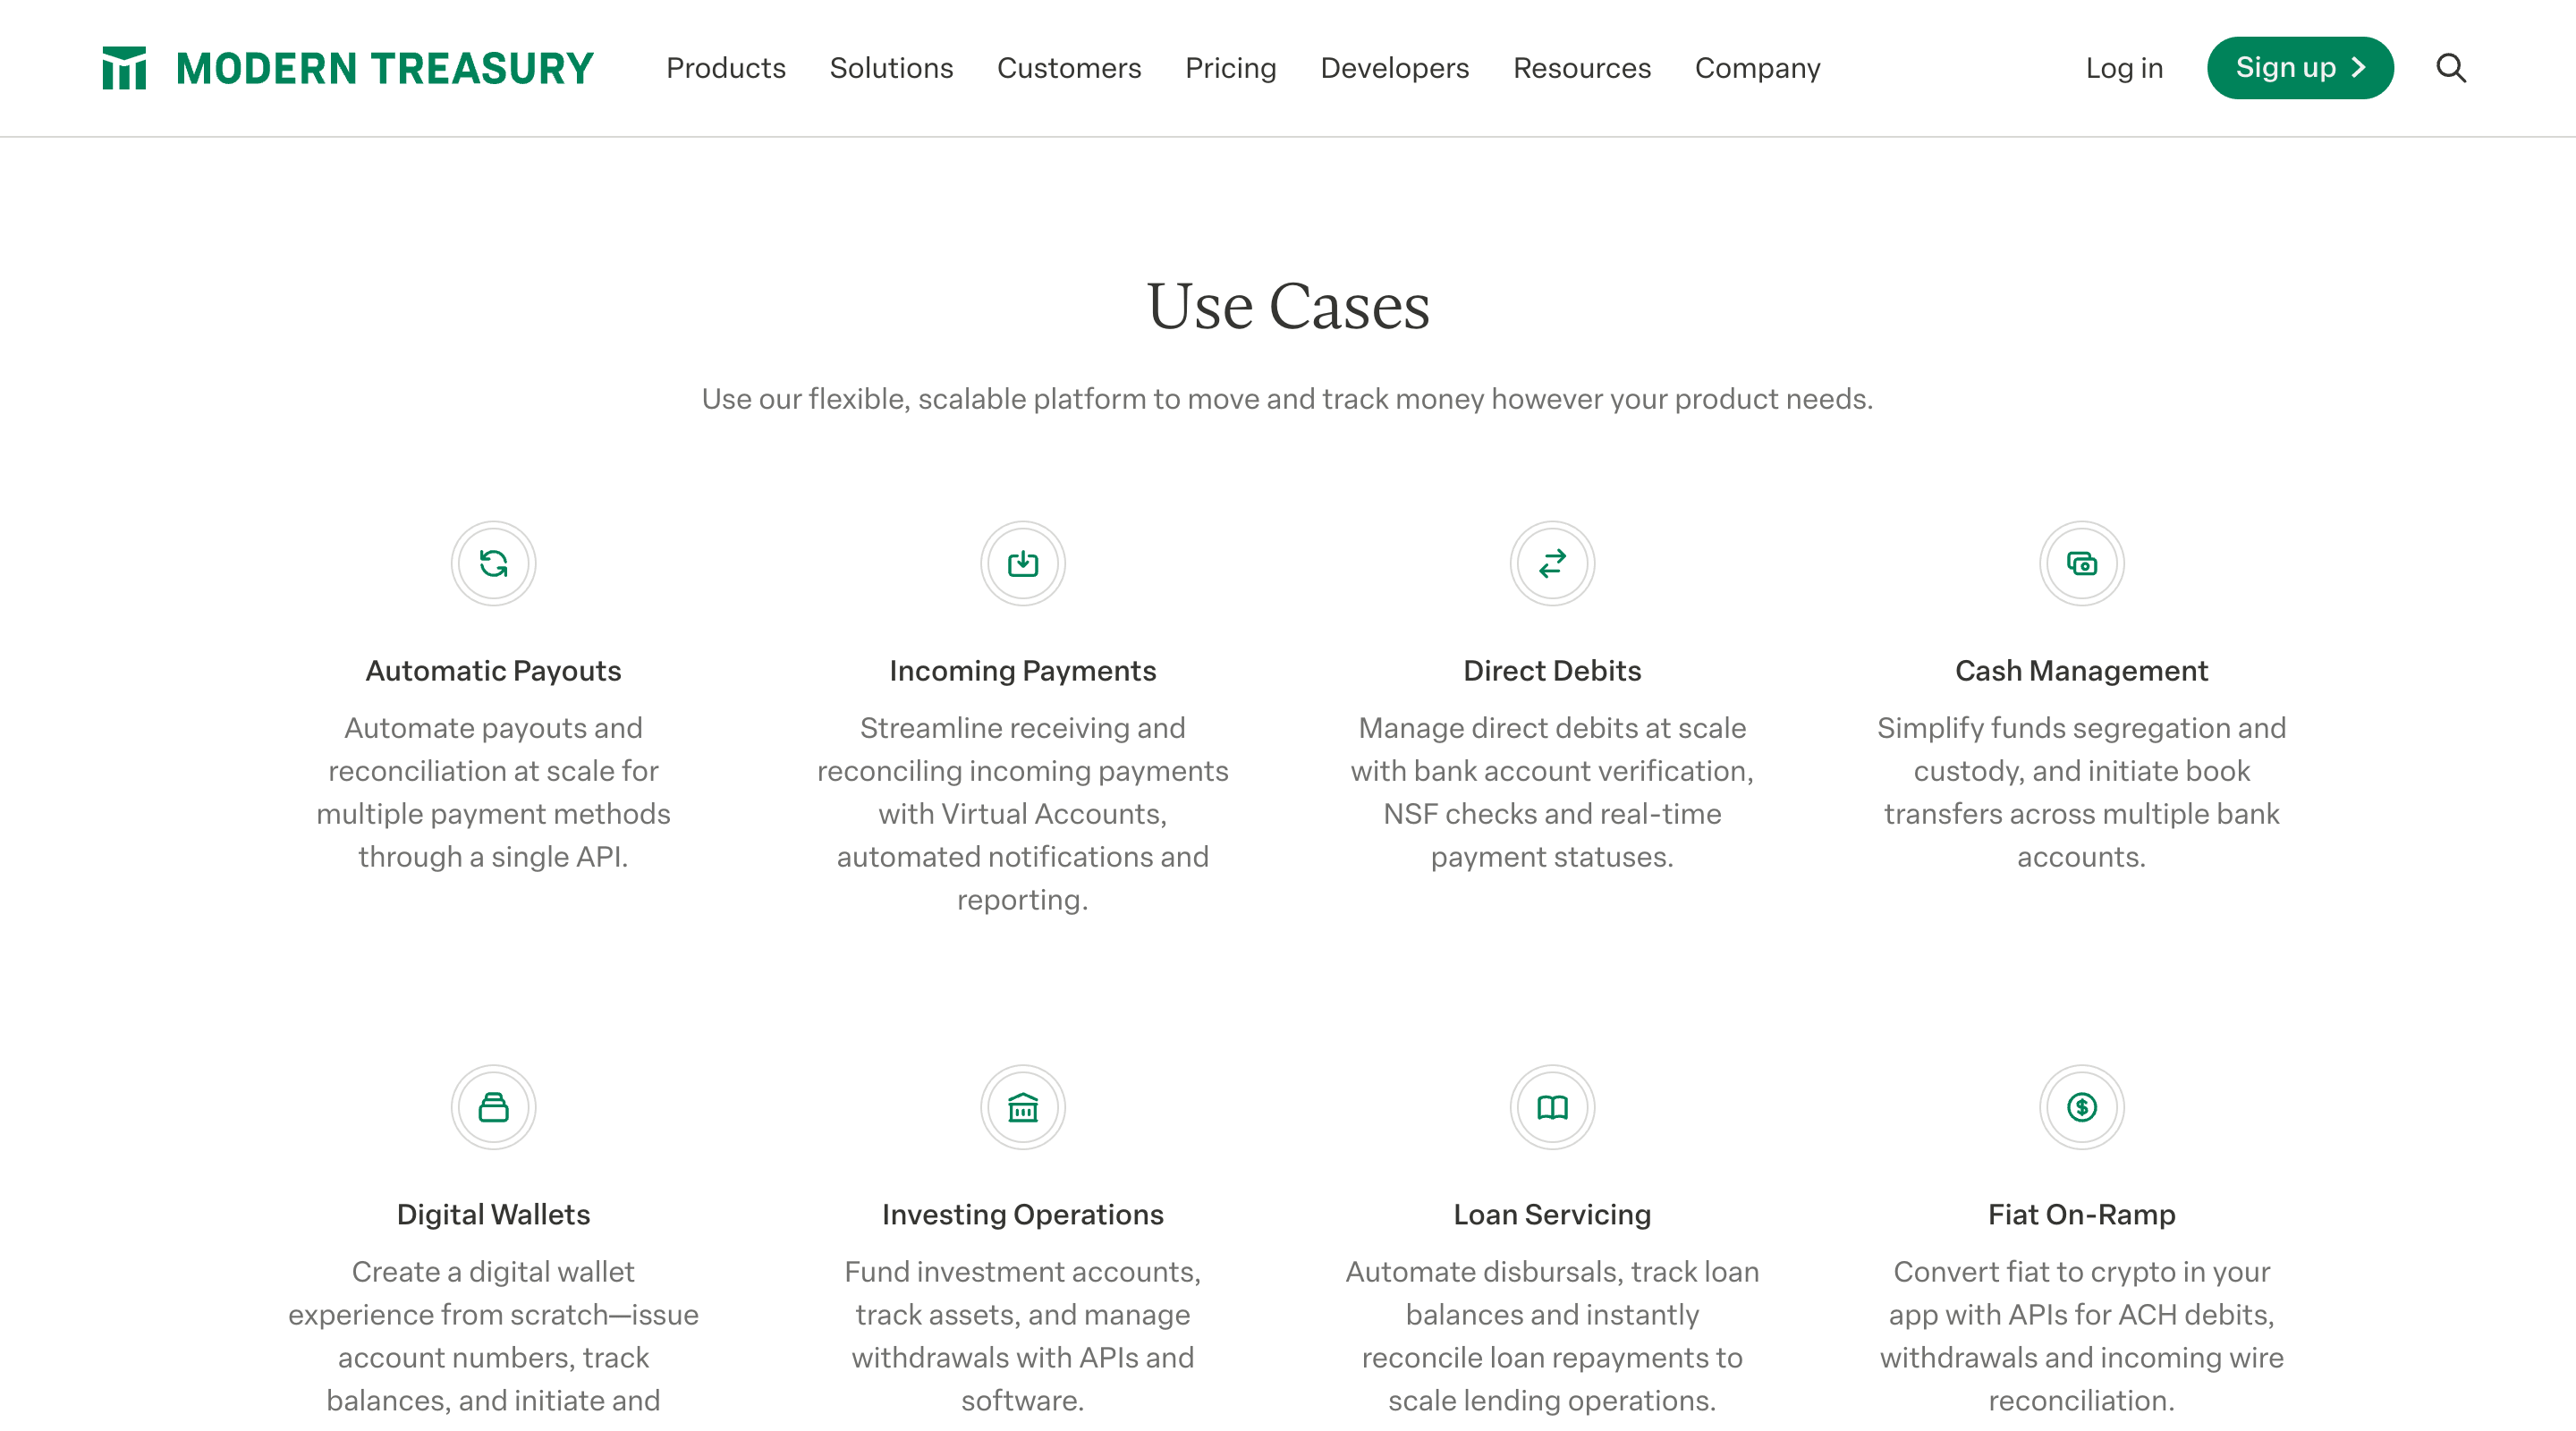 MODERN TREASURY
Products
Solutions
Customers
Pricing
Developers
Resources
Company
Log in
Sign up
Use Cases
Use our flexible, scalable platform to move and track money however your product needs.
Automatic Payouts
Automate payouts and
reconciliation at scale for
multiple payment methods
through a single API.
Incoming Payments
Streamline receiving and
reconciling incoming payments
with Virtual Accounts,
automated notifications and
reporting.
Direct Debits
Manage direct debits at scale
with bank account verification,
NSF checks and real-time
payment statuses.
Cash Management
Simplify funds segregation and
custody, and initiate book
transfers across multiple bank
accounts.
Digital Wallets
Create a digital wallet
experience from scratch—issue
account numbers, track
balances, and initiate and
Investing Operations
Fund investment accounts,
track assets, and manage
withdrawals with APIs and
software.
Loan Servicing
Automate disbursals, track loan
balances and instantly
reconcile loan repayments to
scale lending operations.
Fiat On-Ramp
Convert fiat to crypto in your
app with APIs for ACH debits,
withdrawals and incoming wire
reconciliation.